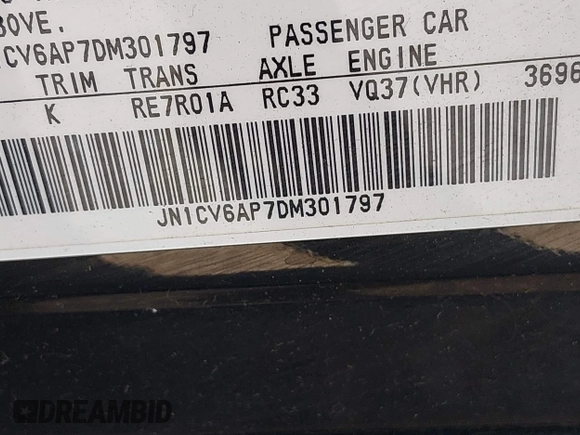 BOVE.
CV6AP7DM301797 PASSENGER CAR
TRIM TRANS AXLE ENGINE
K RE7R01A RC33 VQ37(VHR) 3696
JN1CV6AP7DM301797
DREAMBID